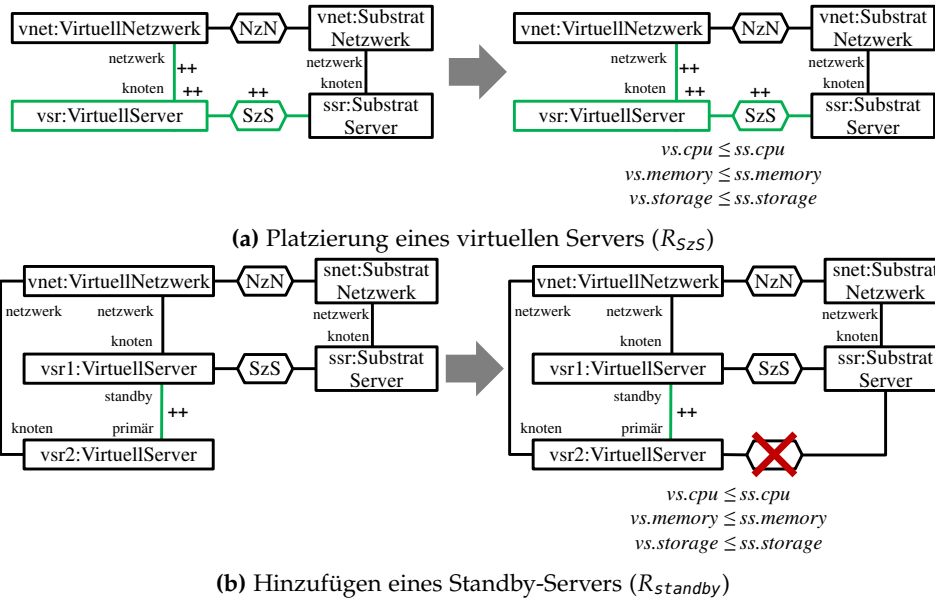 vnet:VirtuellNetzwerk
NzN
vnet:Substrat
Netzwerk
netzwerk
++
knoten
++
++
netzwerk
knoten
vsr:VirtuellServer
SzS
ssr:Substrat
Server
vnet:VirtuellNetzwerk
NzN
vnet:Substrat
Netzwerk
netzwerk
++
knoten
++
++
netzwerk
knoten
vsr:VirtuellServer
SzS
ssr:Substrat
Server
vs.cpu ≤ ss.cpu
vs.memory ≤ ss.memory
vs.storage ≤ ss.storage
(a) Platzierung eines virtuellen Servers (R_SzS)
vnet:VirtuellNetzwerk
NzN
snet:Substrat
Netzwerk
netzwerk
netzwerk
knoten
netzwerk
knoten
vsr1:VirtuellServer
SzS
ssr:Substrat
Server
standby
++
knoten
primär
vsr2:VirtuellServer
vnet:VirtuellNetzwerk
NzN
snet:Substrat
Netzwerk
netzwerk
netzwerk
knoten
netzwerk
knoten
vsr1:VirtuellServer
SzS
ssr:Substrat
Server
standby
++
knoten
primär
vsr2:VirtuellServer
vs.cpu ≤ ss.cpu
vs.memory ≤ ss.memory
vs.storage ≤ ss.storage
(b) Hinzufügen eines Standby-Servers (R_standby)